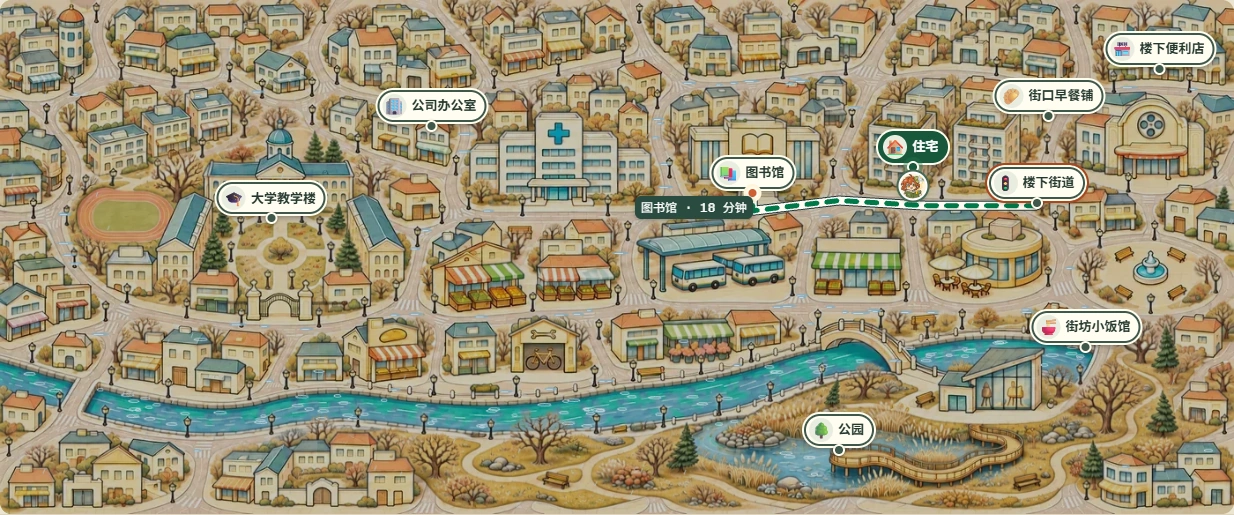 楼下便利店
街口早餐铺
公司办公室
住宅
图书馆
楼下街道
大学教学楼
图书馆 · 18 分钟
街坊小饭馆
公园